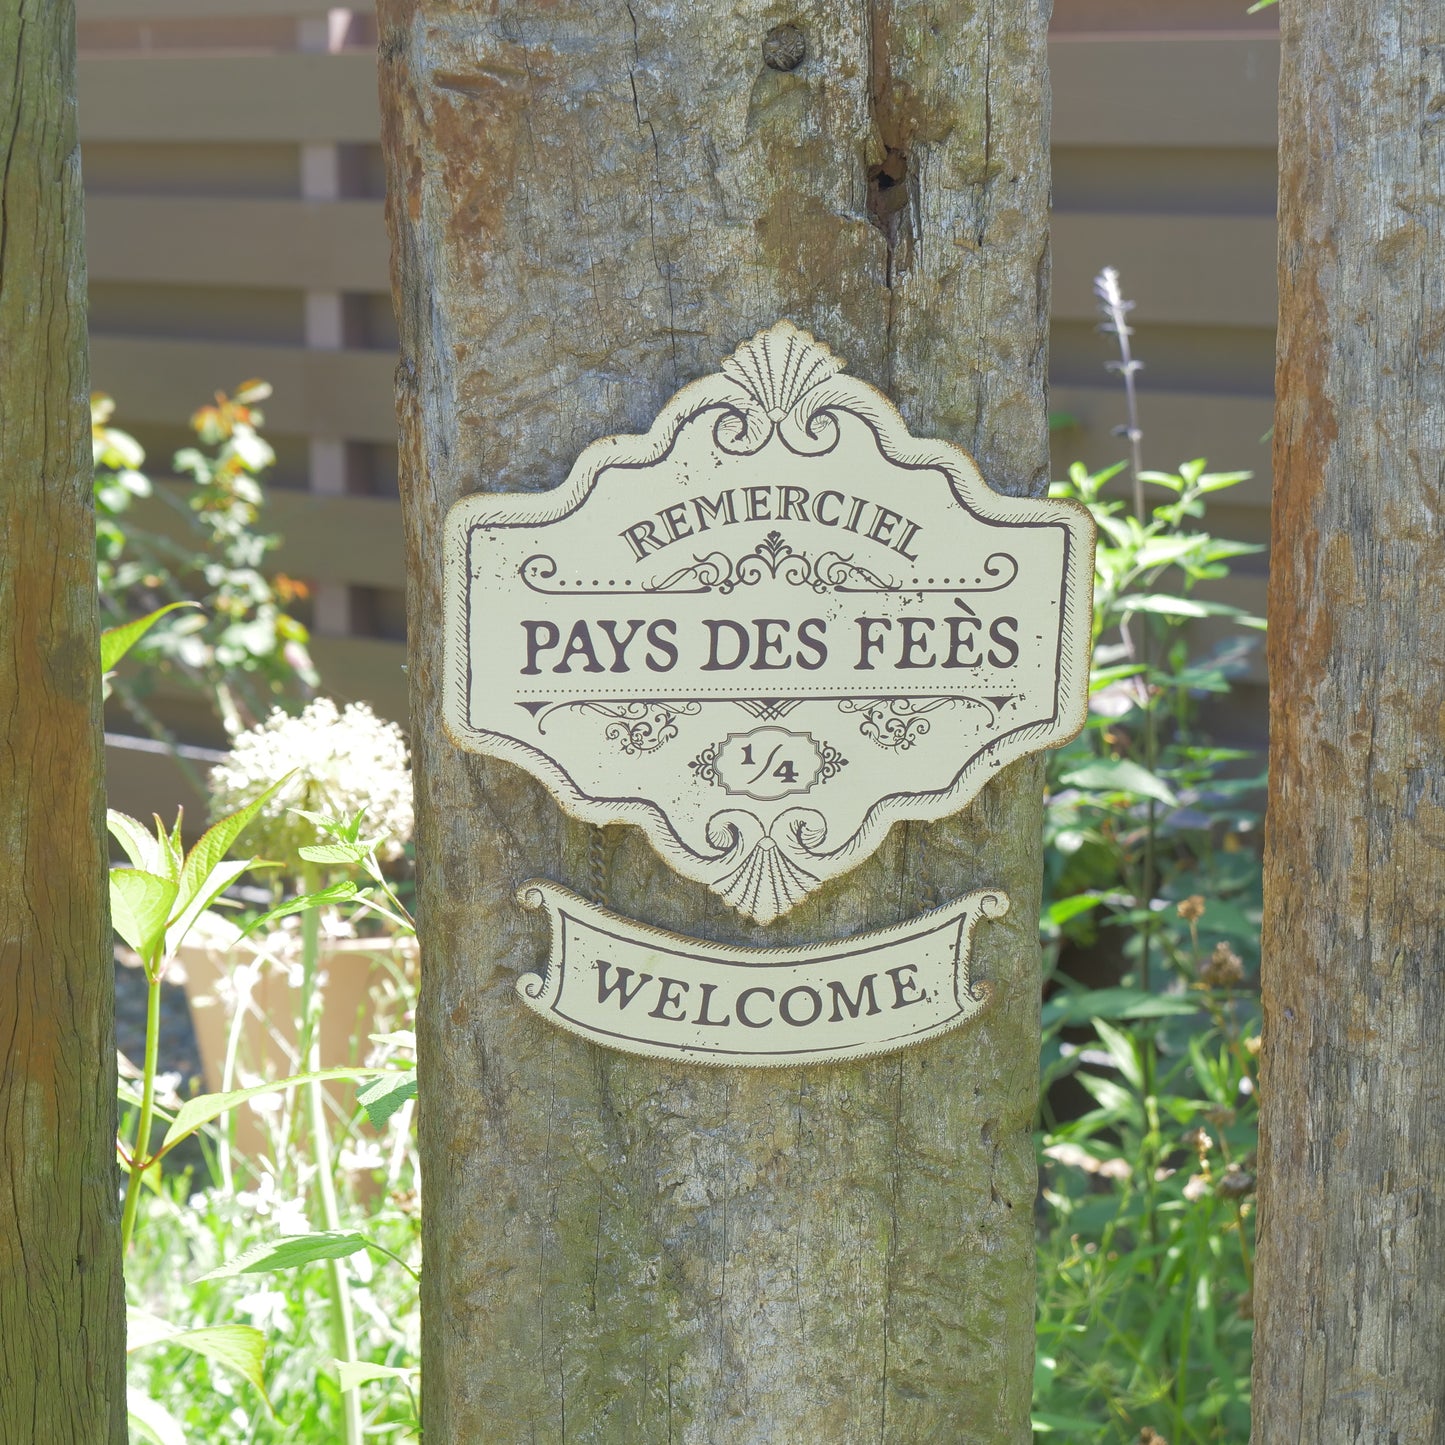 REMERCIEL
PAYS DES FEÈS
1/4
WELCOME